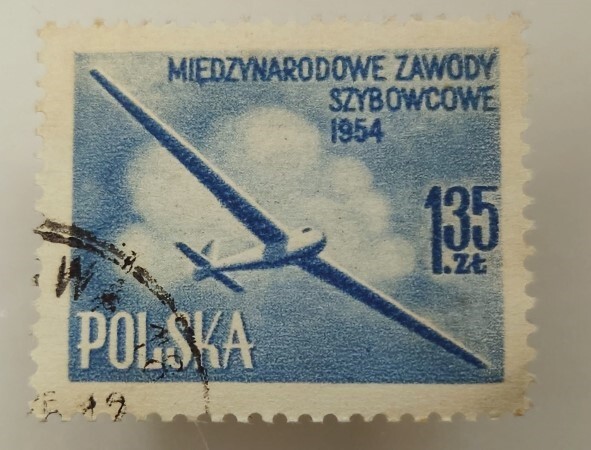 MIĘDZYNARODOWE ZAWODY
SZYBOWCOWE
1954
1.35
zł
POLSKA
W.